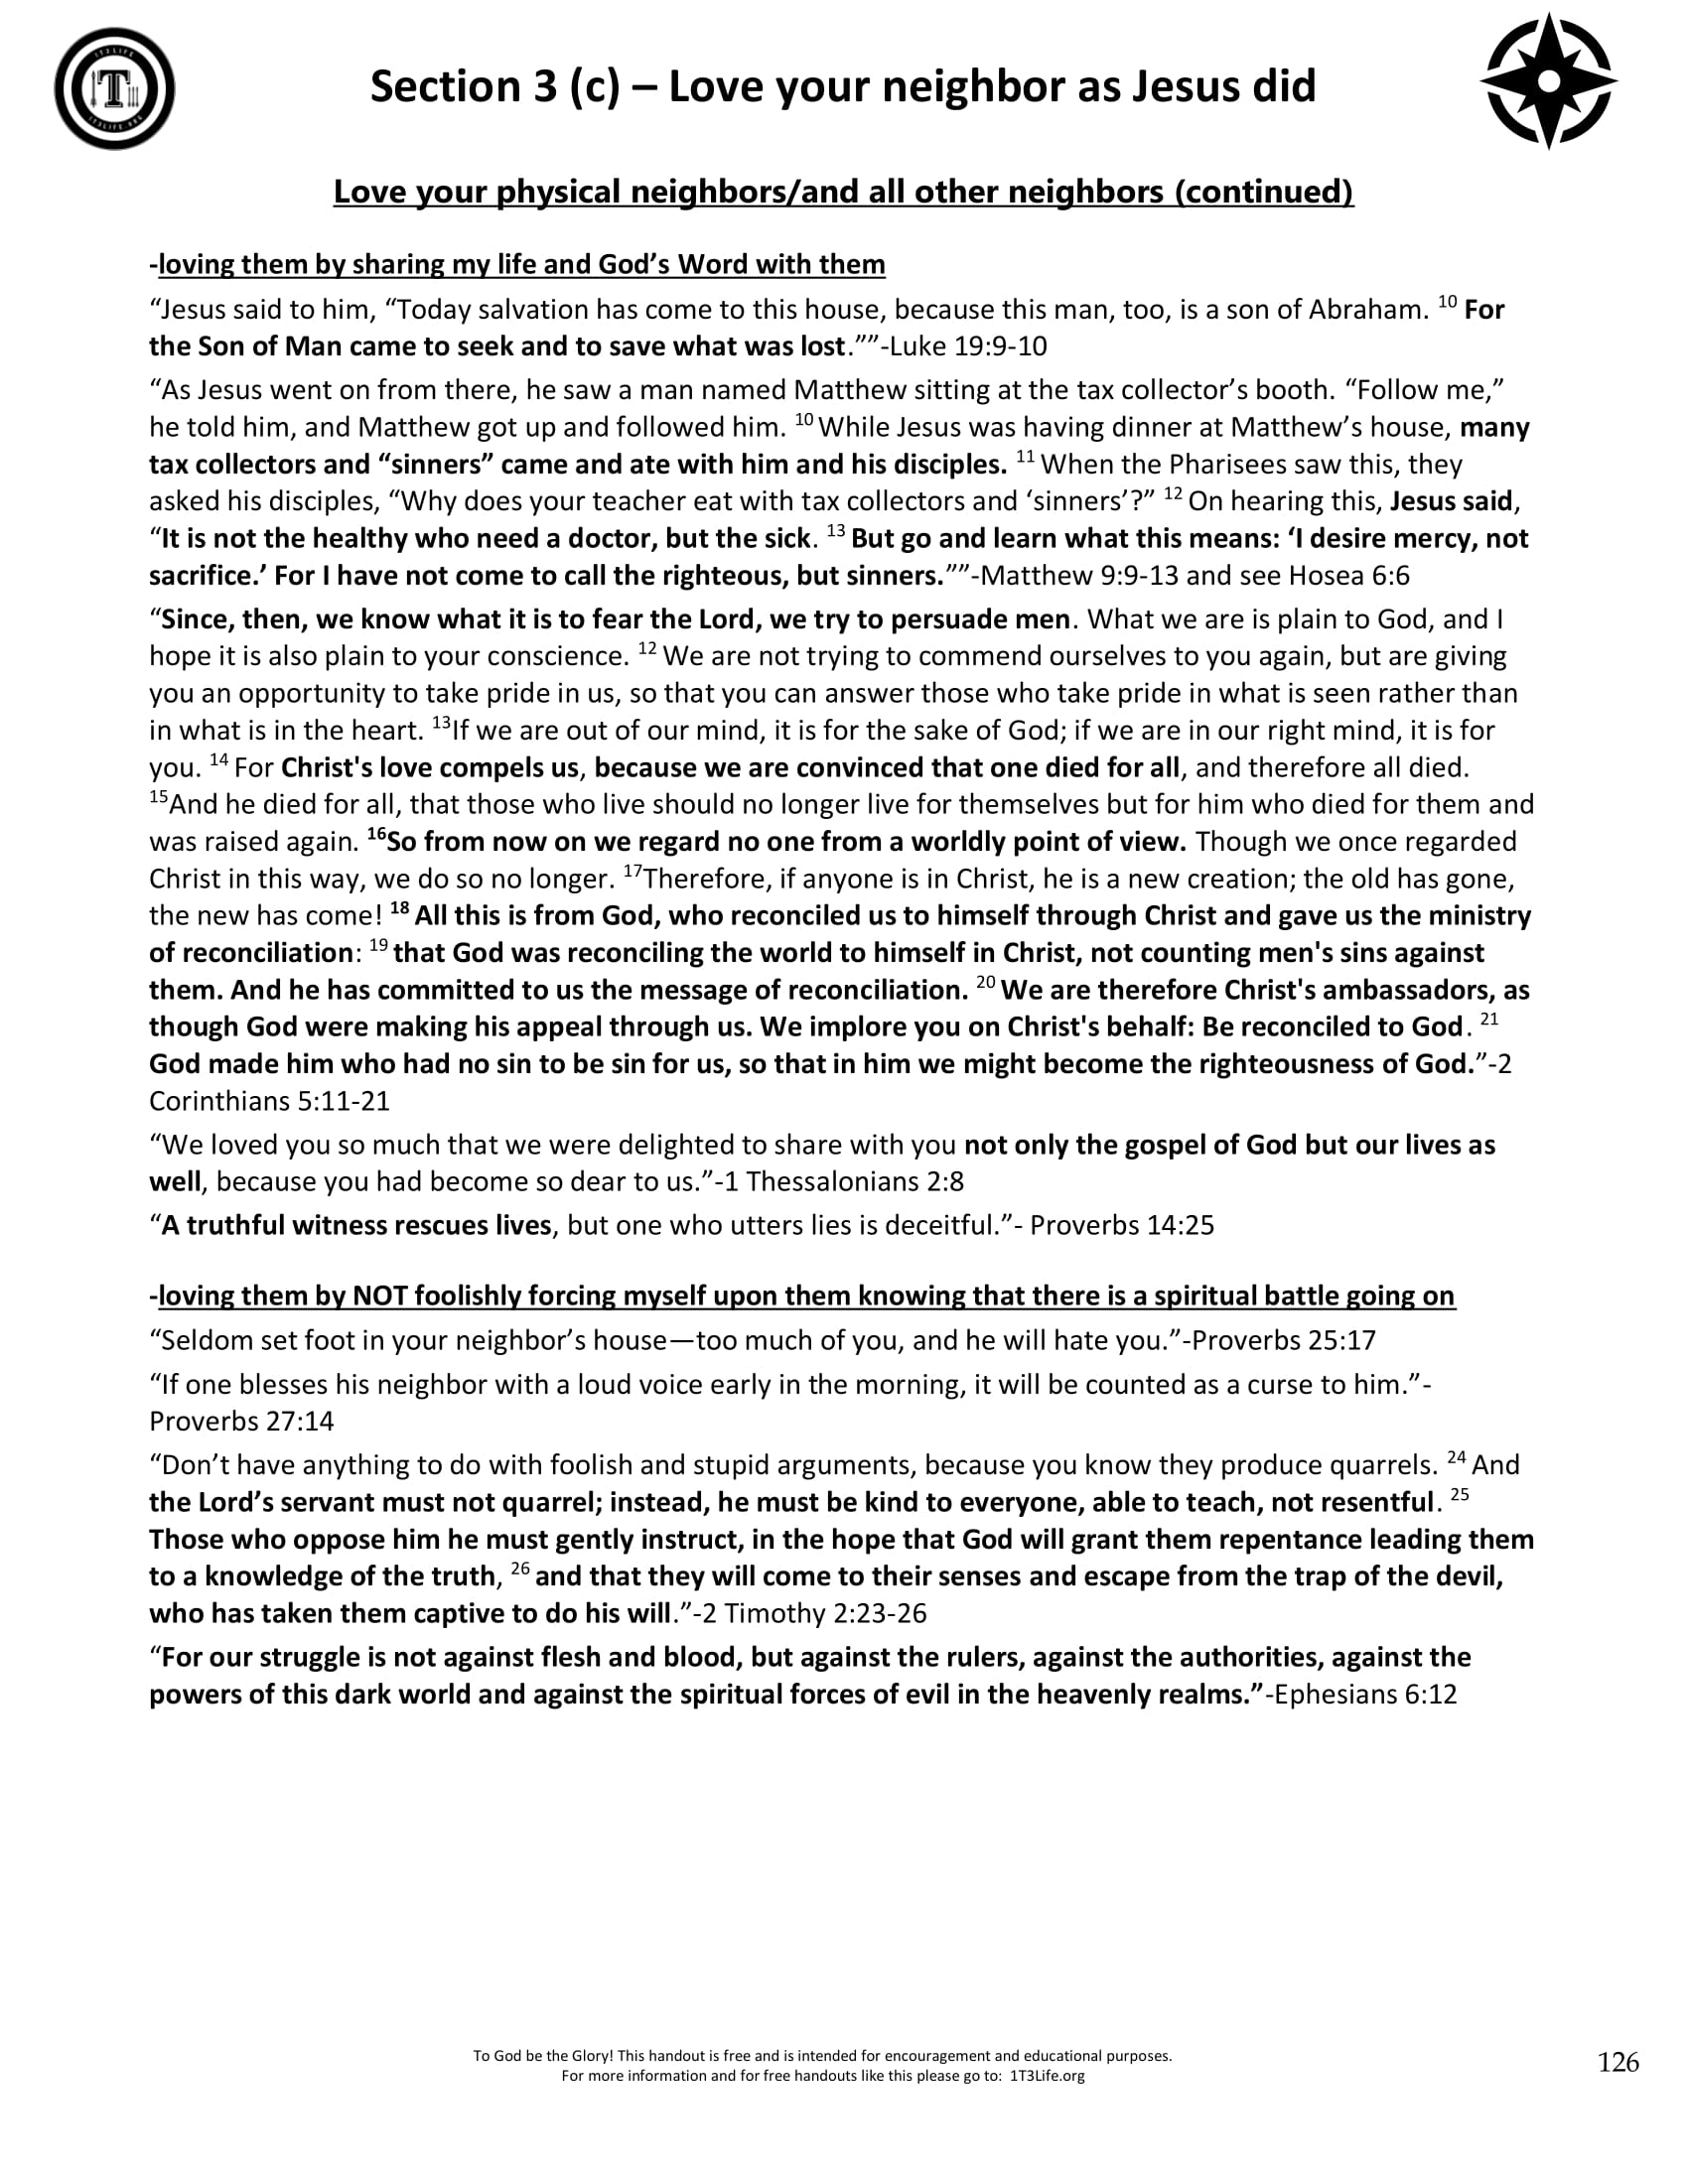 1T3LIFE
T
1T3LIFE.ORG
Section 3 (c) – Love your neighbor as Jesus did
Love your physical neighbors/and all other neighbors (continued)
-loving them by sharing my life and God’s Word with them
“Jesus said to him, “Today salvation has come to this house, because this man, too, is a son of Abraham. 10 For
the Son of Man came to seek and to save what was lost.””-Luke 19:9-10
“As Jesus went on from there, he saw a man named Matthew sitting at the tax collector’s booth. “Follow me,”
he told him, and Matthew got up and followed him. 10 While Jesus was having dinner at Matthew’s house, many
tax collectors and “sinners” came and ate with him and his disciples. 11 When the Pharisees saw this, they
asked his disciples, “Why does your teacher eat with tax collectors and ‘sinners’?” 12 On hearing this, Jesus said,
“It is not the healthy who need a doctor, but the sick. 13 But go and learn what this means: ‘I desire mercy, not
sacrifice.’ For I have not come to call the righteous, but sinners.””-Matthew 9:9-13 and see Hosea 6:6
“Since, then, we know what it is to fear the Lord, we try to persuade men. What we are is plain to God, and I
hope it is also plain to your conscience. 12 We are not trying to commend ourselves to you again, but are giving
you an opportunity to take pride in us, so that you can answer those who take pride in what is seen rather than
in what is in the heart. 13If we are out of our mind, it is for the sake of God; if we are in our right mind, it is for
you. 14 For Christ's love compels us, because we are convinced that one died for all, and therefore all died.
15And he died for all, that those who live should no longer live for themselves but for him who died for them and
was raised again. 16So from now on we regard no one from a worldly point of view. Though we once regarded
Christ in this way, we do so no longer. 17Therefore, if anyone is in Christ, he is a new creation; the old has gone,
the new has come! 18 All this is from God, who reconciled us to himself through Christ and gave us the ministry
of reconciliation: 19 that God was reconciling the world to himself in Christ, not counting men's sins against
them. And he has committed to us the message of reconciliation. 20 We are therefore Christ's ambassadors, as
though God were making his appeal through us. We implore you on Christ's behalf: Be reconciled to God. 21
God made him who had no sin to be sin for us, so that in him we might become the righteousness of God.”-2
Corinthians 5:11-21
“We loved you so much that we were delighted to share with you not only the gospel of God but our lives as
well, because you had become so dear to us.”-1 Thessalonians 2:8
“A truthful witness rescues lives, but one who utters lies is deceitful.”- Proverbs 14:25
-loving them by NOT foolishly forcing myself upon them knowing that there is a spiritual battle going on
“Seldom set foot in your neighbor’s house—too much of you, and he will hate you.”-Proverbs 25:17
“If one blesses his neighbor with a loud voice early in the morning, it will be counted as a curse to him.”-
Proverbs 27:14
“Don’t have anything to do with foolish and stupid arguments, because you know they produce quarrels. 24 And
the Lord’s servant must not quarrel; instead, he must be kind to everyone, able to teach, not resentful. 25
Those who oppose him he must gently instruct, in the hope that God will grant them repentance leading them
to a knowledge of the truth, 26 and that they will come to their senses and escape from the trap of the devil,
who has taken them captive to do his will.”-2 Timothy 2:23-26
“For our struggle is not against flesh and blood, but against the rulers, against the authorities, against the
powers of this dark world and against the spiritual forces of evil in the heavenly realms.”-Ephesians 6:12
To God be the Glory! This handout is free and is intended for encouragement and educational purposes.
For more information and for free handouts like this please go to: 1T3Life.org
126